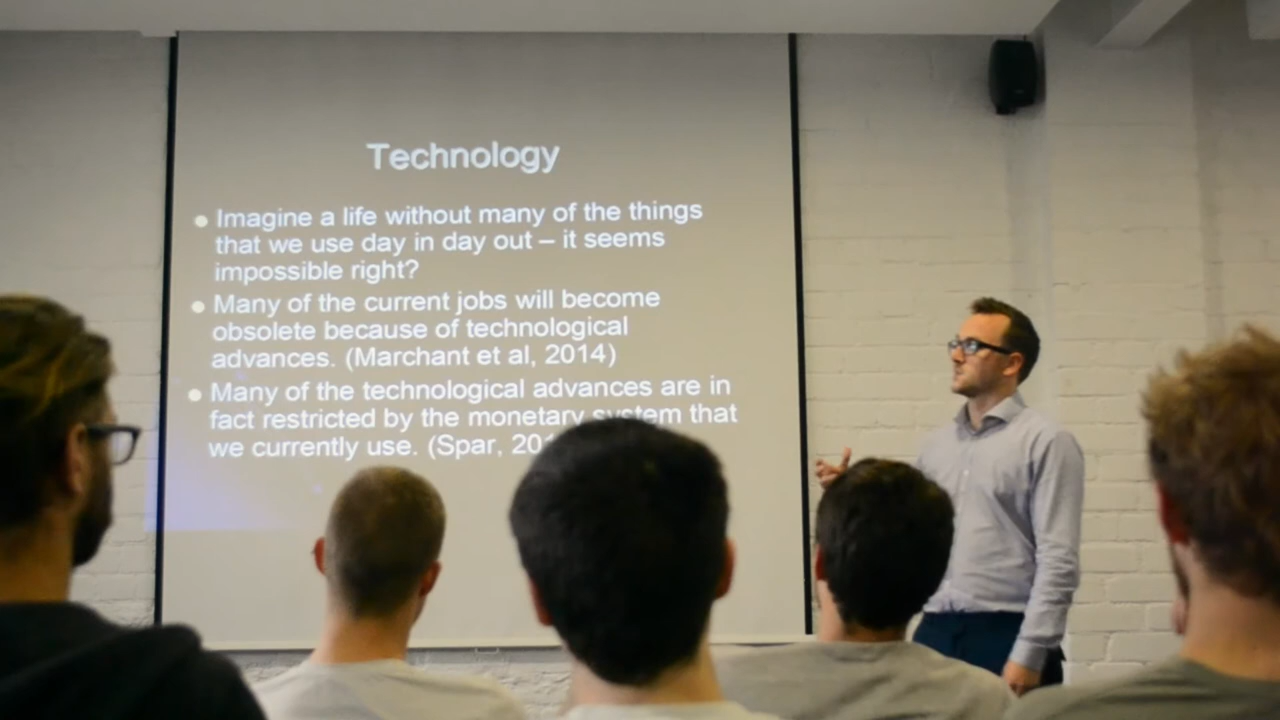 Technology
• Imagine a life without many of the things
that we use day in day out – it seems
impossible right?
• Many of the current jobs will become
obsolete because of technological
advances. (Marchant et al, 2014)
• Many of the technological advances are in
fact restricted by the monetary system that
we currently use. (Spar,